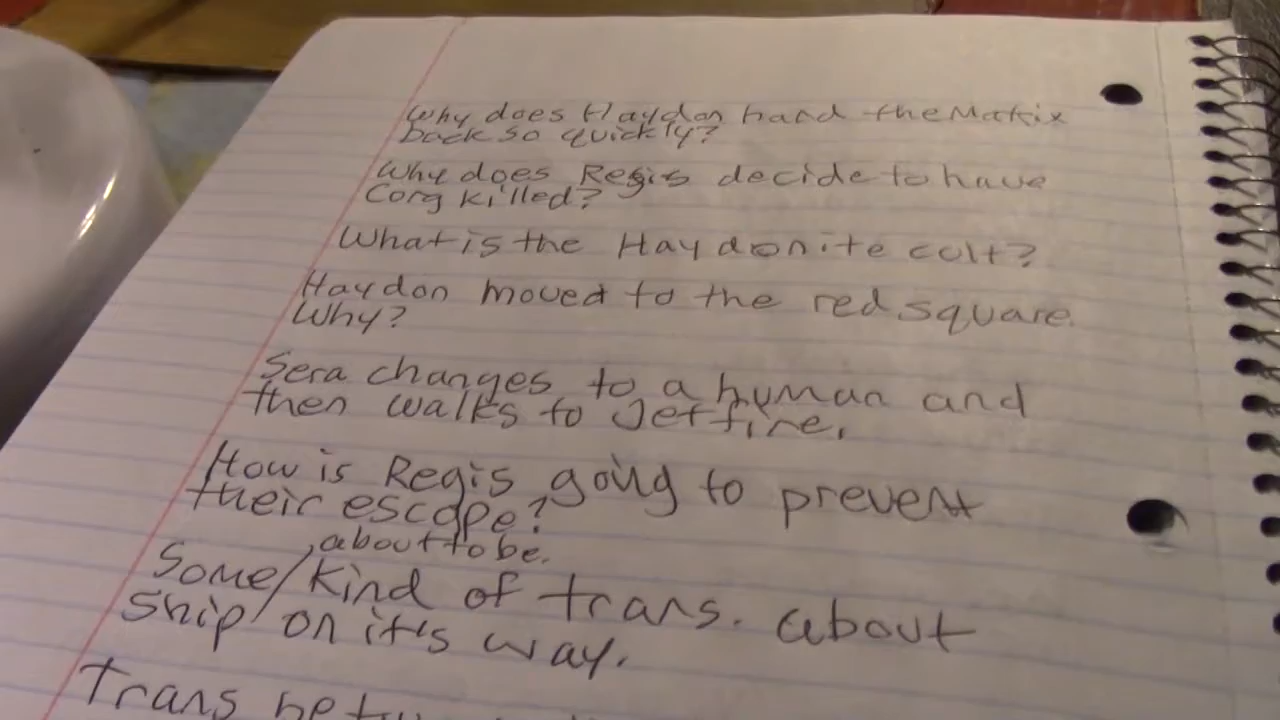 Why does Haydon hand the Matrix
back so quickly?
Why does Regis decide to have
Corg killed?
What is the Haydonite cult?
Haydon moved to the red square.
Why?
Sera changes to a human and
then walks to Jetfire.
How is Regis going to prevent
their escape?
about to be.
Some/kind of trans. about
ship/on it's way.
Trans